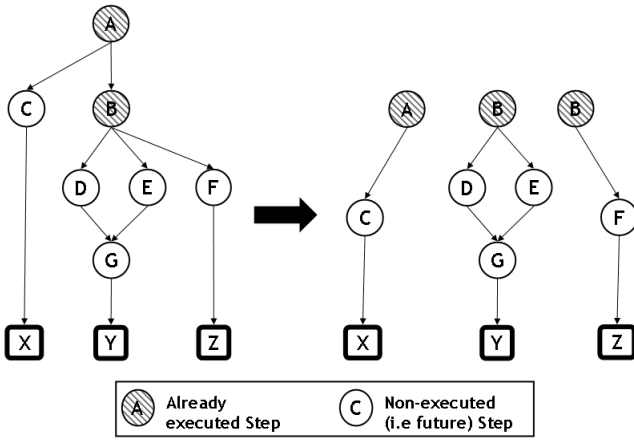 A
C B A B B
D E F D E
C F
G G
X Y Z X Y Z
A Already
executed Step
C Non-executed
(i.e future) Step